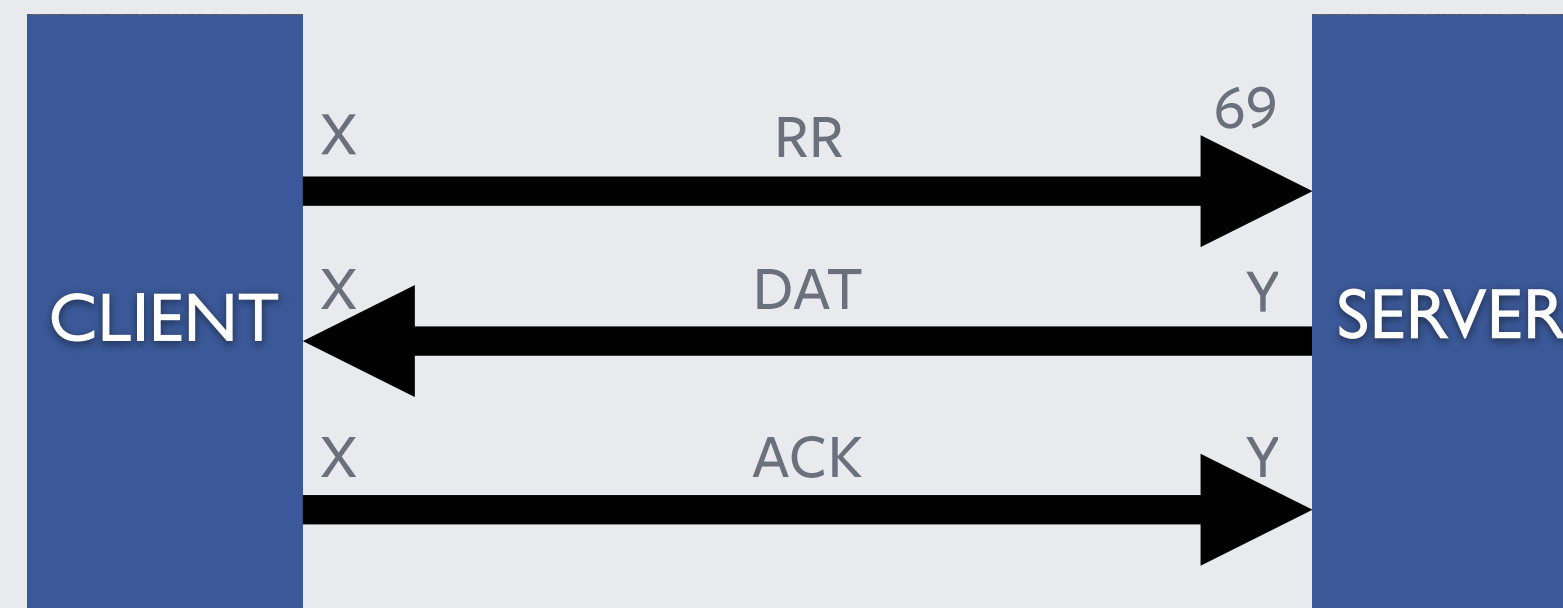 X RR 69
X DAT Y
CLIENT SERVER
X ACK Y